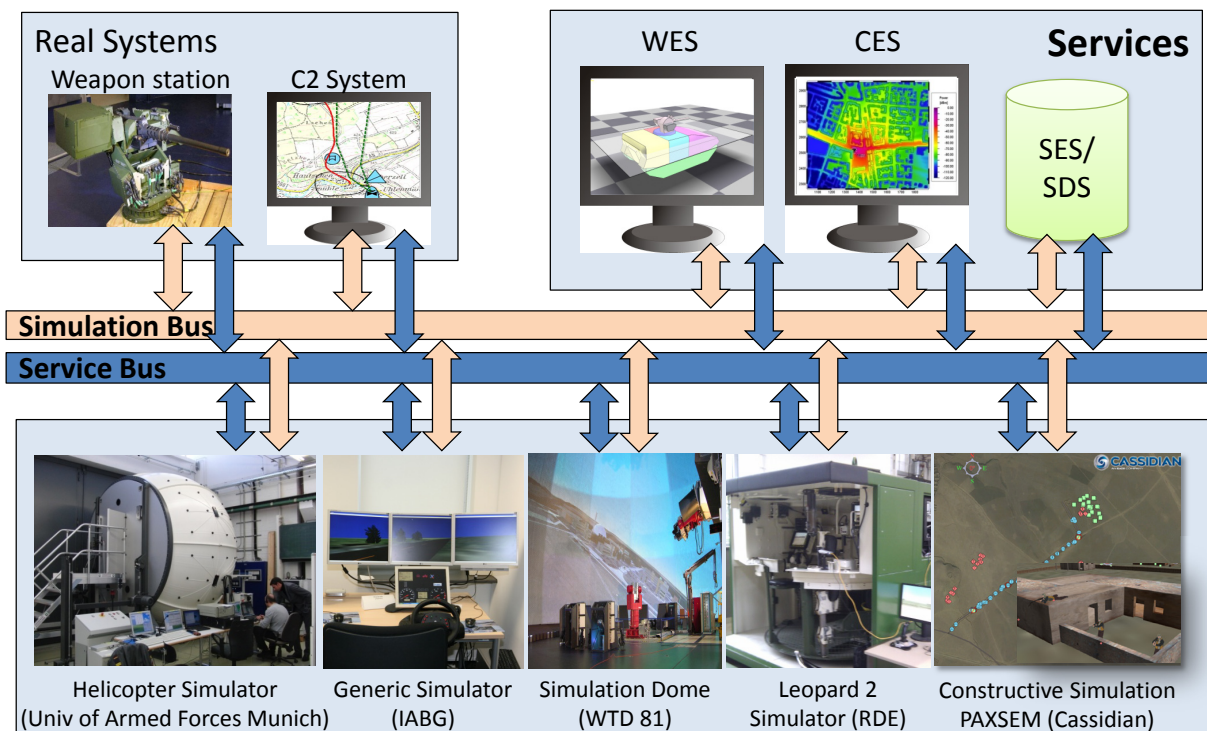 Real Systems
Weapon station
C2 System
WES
CES
Services
SES/
SDS
Simulation Bus
Service Bus
CASSIDIAN
Helicopter Simulator
(Univ of Armed Forces Munich)
Generic Simulator
(IABG)
Simulation Dome
(WTD 81)
Leopard 2
Simulator (RDE)
Constructive Simulation
PAXSEM (Cassidian)